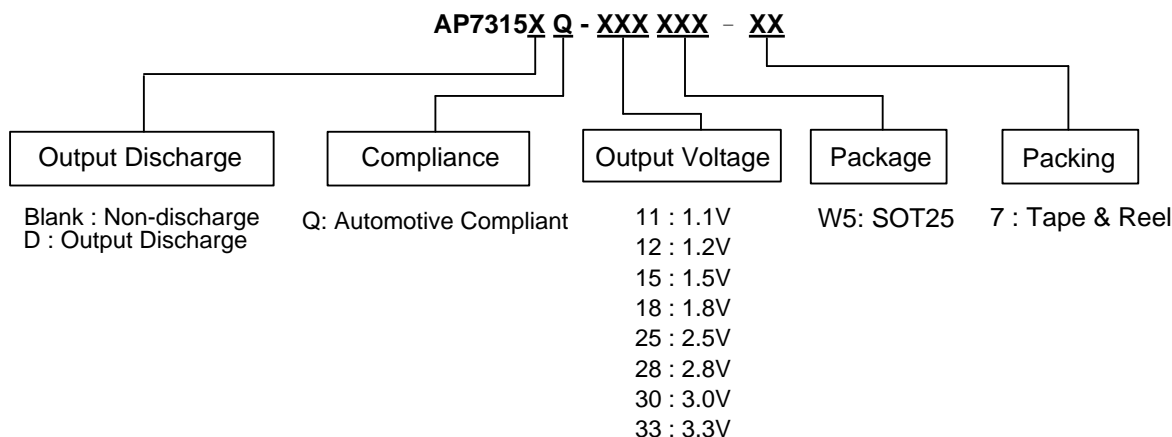 AP7315X Q - XXX XXX - XX
Output Discharge
Compliance
Output Voltage
Package
Packing
Blank : Non-discharge
D : Output Discharge
Q: Automotive Compliant
11 : 1.1V
12 : 1.2V
15 : 1.5V
18 : 1.8V
25 : 2.5V
28 : 2.8V
30 : 3.0V
33 : 3.3V
W5: SOT25
7 : Tape & Reel